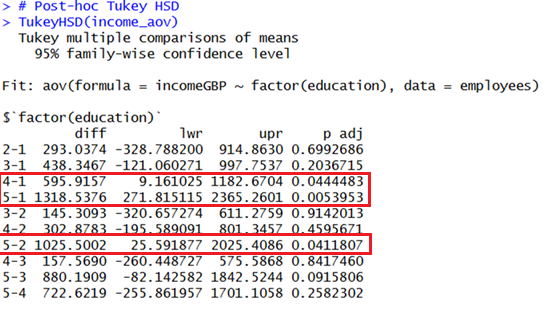 > # Post-hoc Tukey HSD
> TukeyHSD(income_aov)
  Tukey multiple comparisons of means
    95% family-wise confidence level

Fit: aov(formula = incomeGBP ~ factor(education), data = employees)

$`factor(education)`
         diff         lwr       upr     p adj
2-1  293.0374 -328.788200  914.8630 0.6992686
3-1  438.3467 -121.060271  997.7537 0.2036715
4-1  595.9157    9.161025 1182.6704 0.0444483
5-1 1318.5376  271.815115 2365.2601 0.0053953
3-2  145.3093 -320.657274  611.2759 0.9142013
4-2  302.8783 -195.589091  801.3457 0.4595671
5-2 1025.5002   25.591877 2025.4086 0.0411807
4-3  157.5690 -260.448727  575.5868 0.8417460
5-3  880.1909  -82.142582 1842.5244 0.0915806
5-4  722.6219 -255.861957 1701.1058 0.2582302